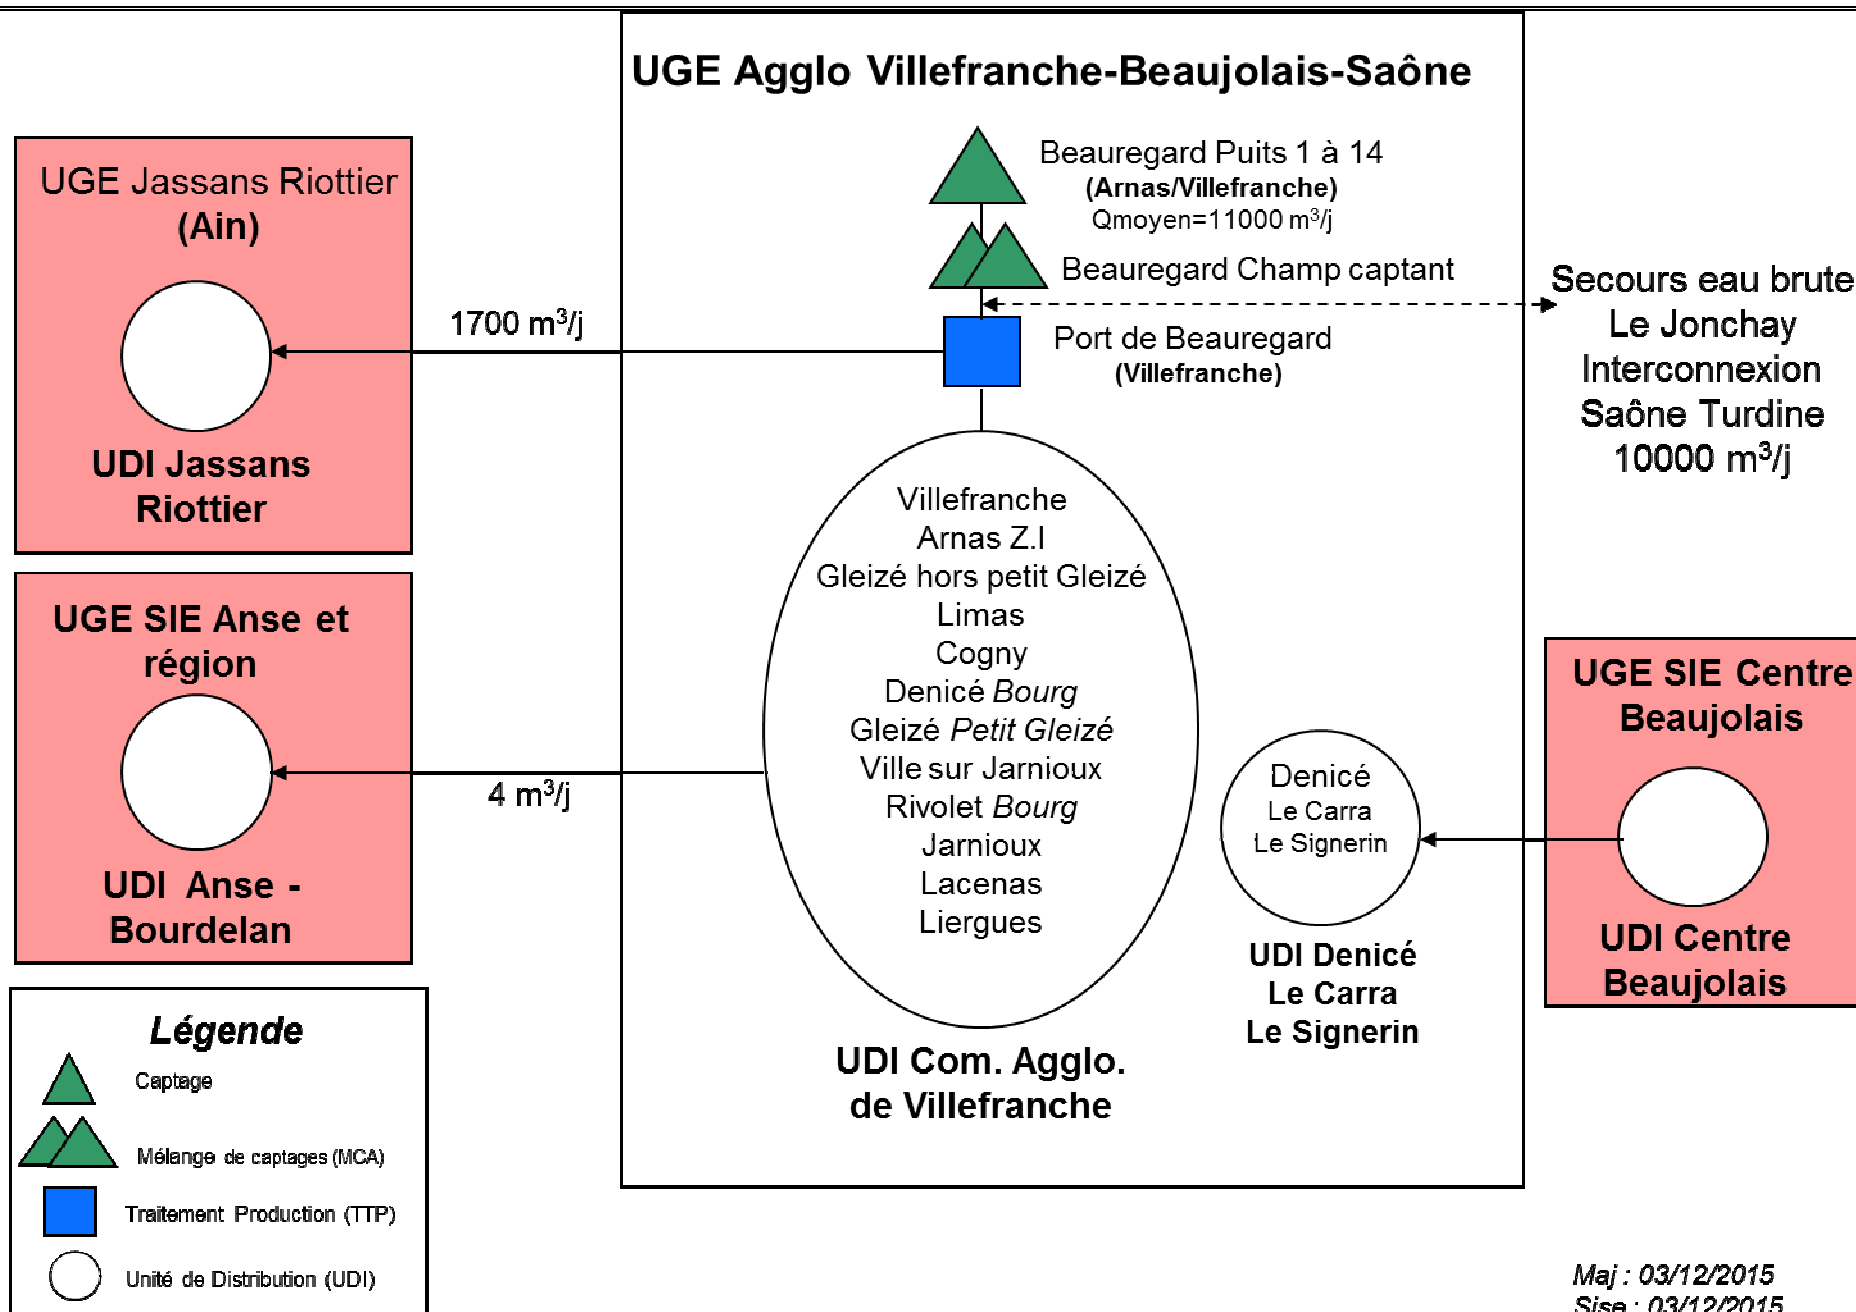 UGE Agglo Villefranche-Beaujolais-Saône
Beauregard Puits 1 à 14
(Arnas/Villefranche)
Qmoyen=11000 m³/j
Beauregard Champ captant
Port de Beauregard
(Villefranche)
UGE Jassans Riottier
(Ain)
UDI Jassans
Riottier
1700 m³/j
Secours eau brute
Le Jonchay
Interconnexion
Saône Turdine
10000 m³/j
Villefranche
Arnas Z.I
Gleizé hors petit Gleizé
Limas
Cogny
Denicé Bourg
Gleizé Petit Gleizé
Ville sur Jarnioux
Rivolet Bourg
Jarnioux
Lacenas
Liergues
UDI Com. Agglo.
de Villefranche
UGE SIE Anse et
région
UDI Anse -
Bourdelan
4 m³/j
Denicé
Le Carra
Le Signerin
UDI Denicé
Le Carra
Le Signerin
UGE SIE Centre
Beaujolais
UDI Centre
Beaujolais
Légende
Captage
Mélange de captages (MCA)
Traitement Production (TTP)
Unité de Distribution (UDI)
Maj : 03/12/2015
Sise : 03/12/2015